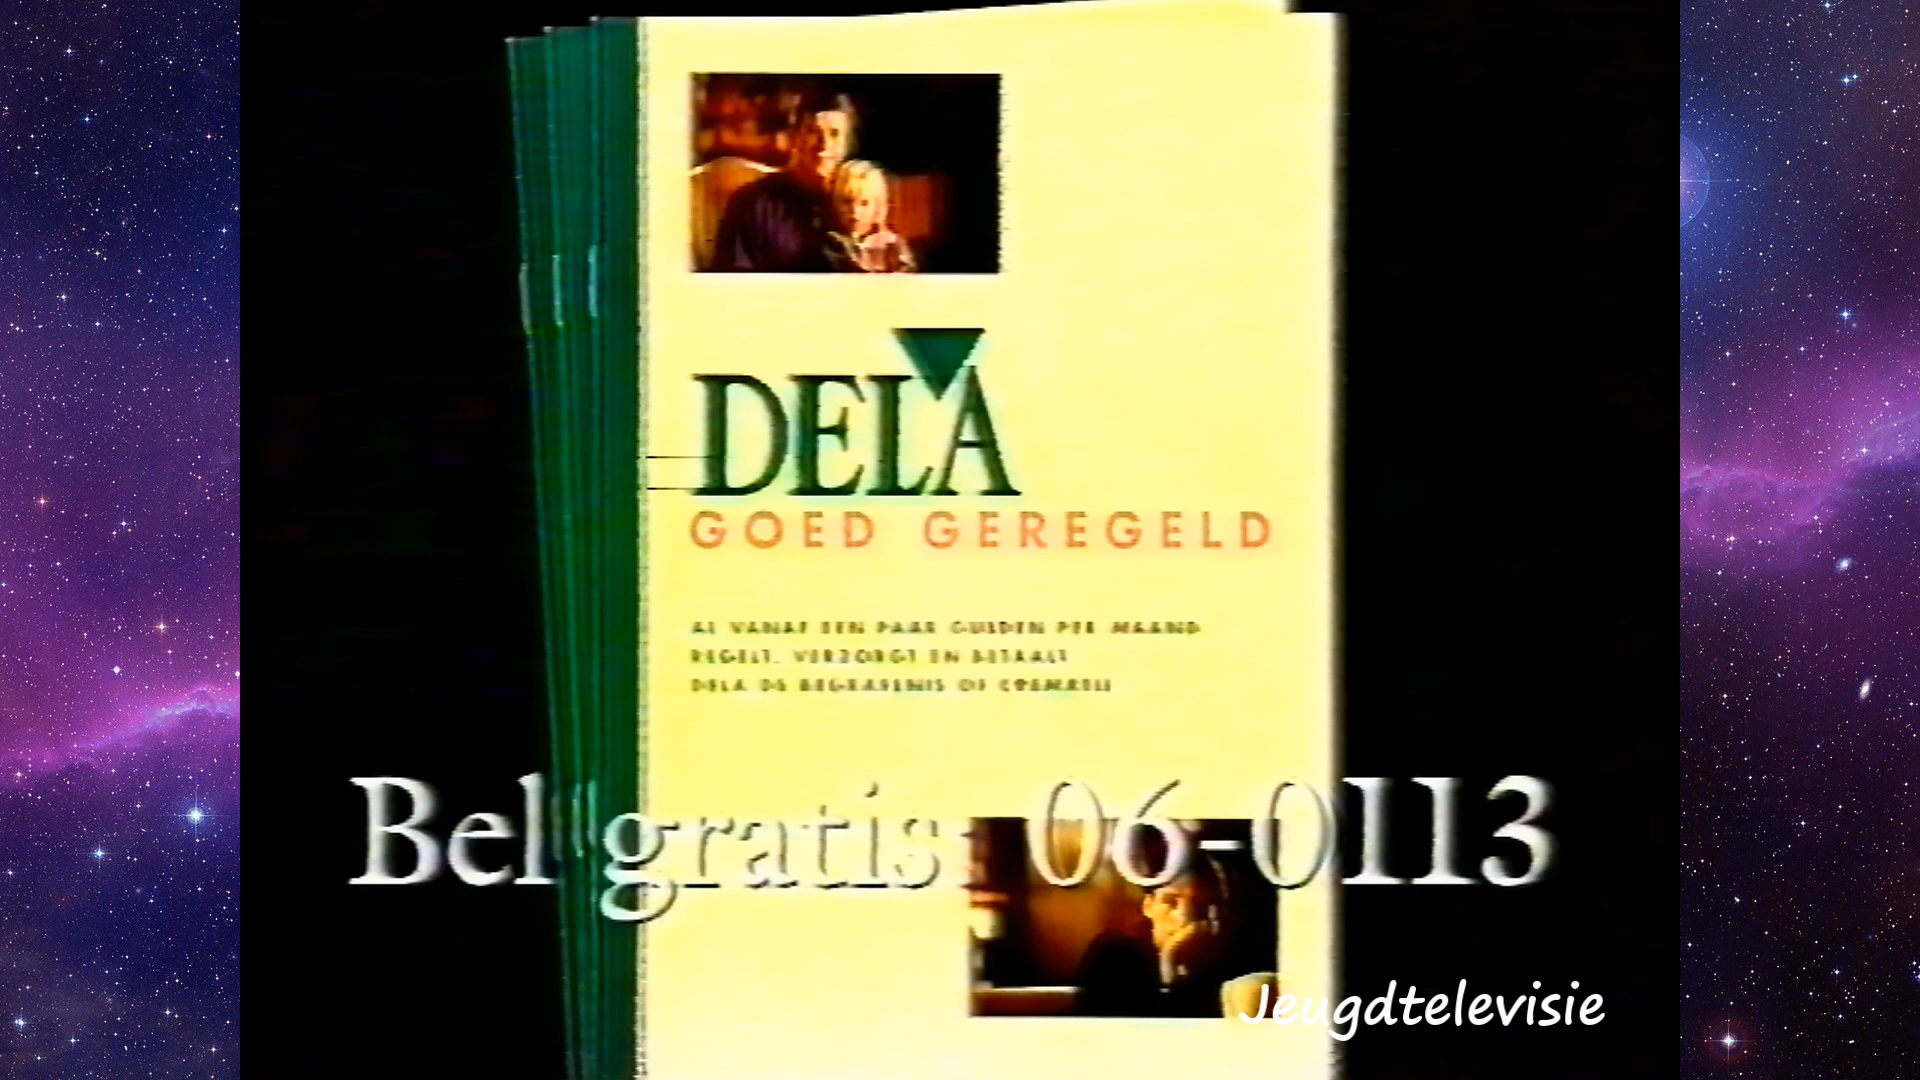 DELA
GOED GEREGELD
AL VANAF EEN PAAR GULDEN PER MAAND
REGELT, VERZORGT EN BETAALT
DELA DE BEGRAFENIS OF CREMATIE
Bel gratis: 06-0113
Jeugdtelevisie